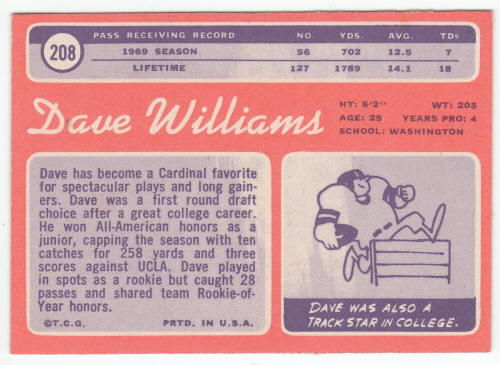 208
PASS RECEIVING RECORD NO. YDS. AVG. TDs
1969 SEASON 56 702 12.5 7
LIFETIME 127 1789 14.1 18
Dave Williams
HT: 6'2" WT: 205
AGE: 25 YEARS PRO: 4
SCHOOL: WASHINGTON
Dave has become a Cardinal favorite
for spectacular plays and long gain-
ers. Dave was a first round draft
choice after a great college career.
He won All-American honors as a
junior, capping the season with ten
catches for 258 yards and three
scores against UCLA. Dave played
in spots as a rookie but caught 28
passes and shared team Rookie-of-
Year honors.
©T.C.G. PRTD. IN U.S.A.
DAVE WAS ALSO A
TRACK STAR IN COLLEGE.